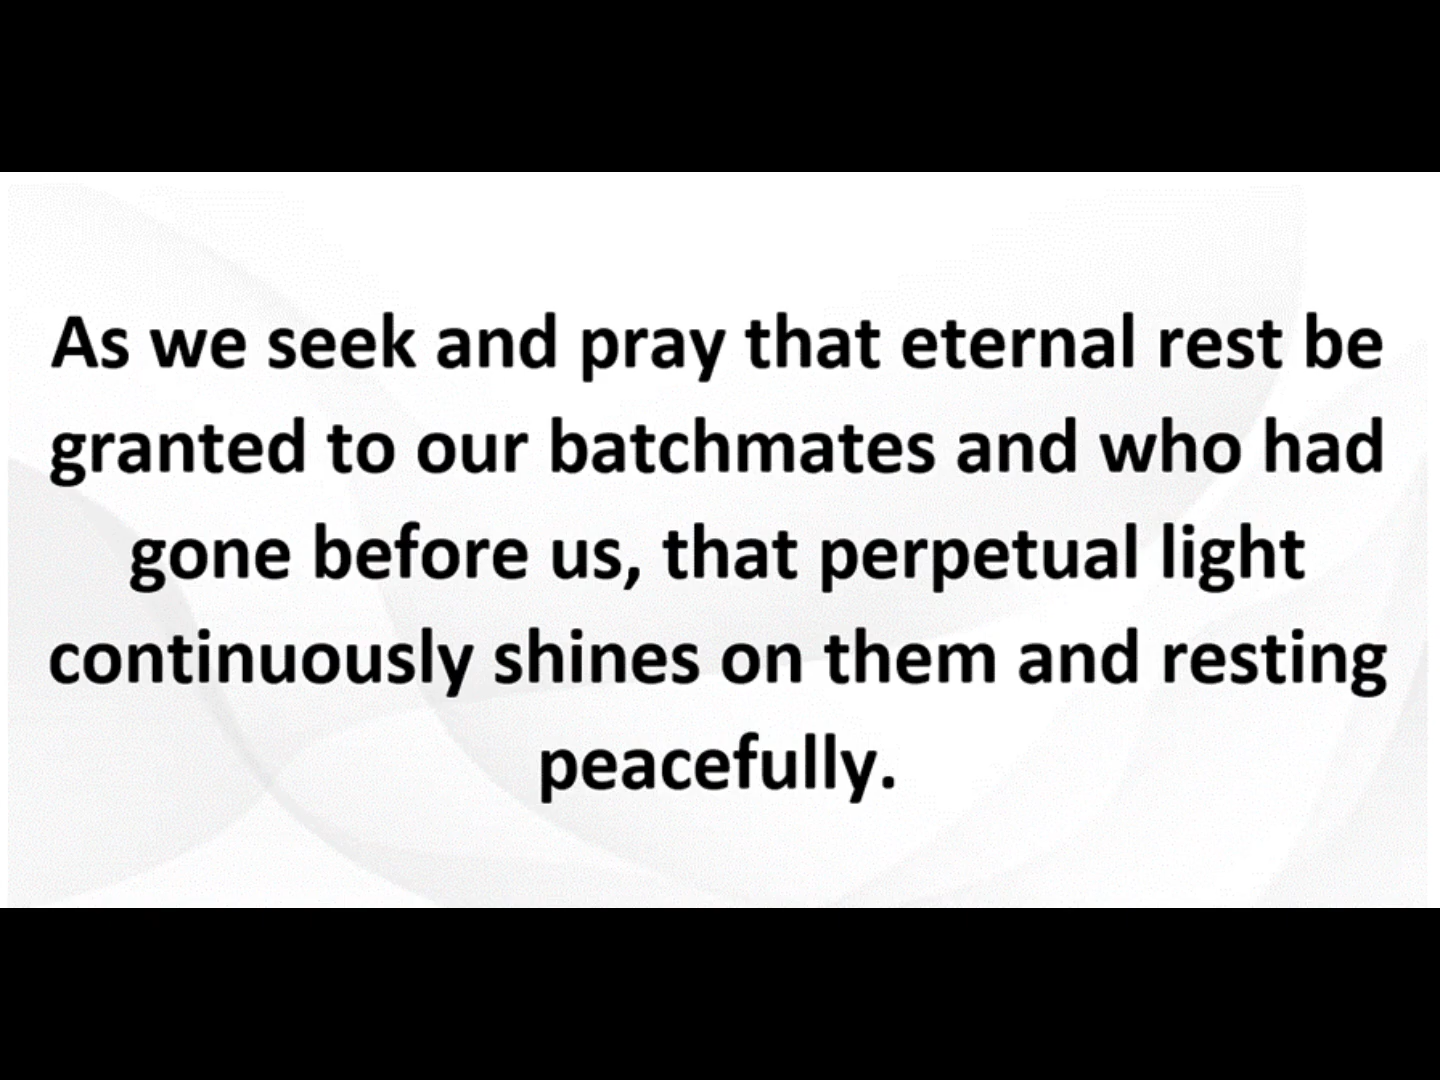 As we seek and pray that eternal rest be
granted to our batchmates and who had
gone before us, that perpetual light
continuously shines on them and resting
peacefully.